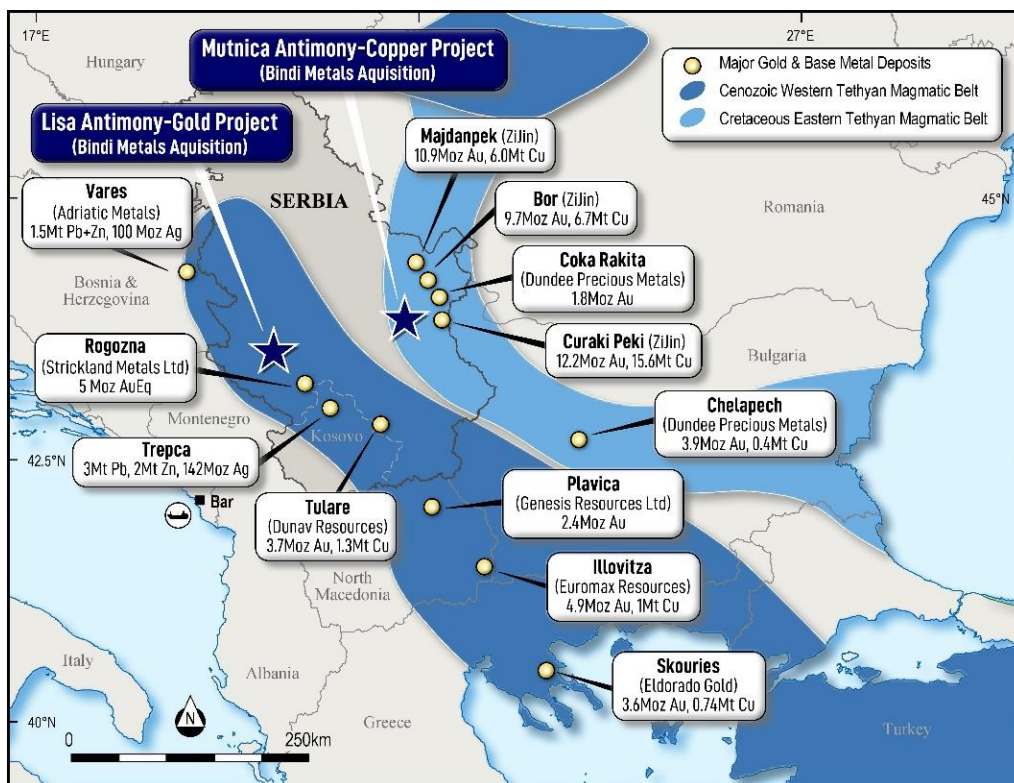 17°E
27°E
Hungary
Mutnica Antimony-Copper Project
(Bindi Metals Aquisition)
Major Gold & Base Metal Deposits
Cenozoic Western Tethyan Magmatic Belt
Cretaceous Eastern Tethyan Magmatic Belt
Lisa Antimony-Gold Project
(Bindi Metals Aquisition)
Majdanpek (ZiJin)
10.9Moz Au, 6.0Mt Cu
Vares
(Adriatic Metals)
1.5Mt Pb+Zn, 100 Moz Ag
SERBIA
Bor (ZiJin)
9.7Moz Au, 6.7Mt Cu
45°N
Romania
Coka Rakita
(Dundee Precious Metals)
1.8Moz Au
Bosnia &
Herzegovina
Curaki Peki (ZiJin)
12.2Moz Au, 15.6Mt Cu
Rogozna
(Strickland Metals Ltd)
5 Moz AuEq
Bulgaria
Montenegro
Kosovo
Chelapech
(Dundee Precious Metals)
3.9Moz Au, 0.4Mt Cu
Trepca
3Mt Pb, 2Mt Zn, 142Moz Ag
42.5°N
Bar
Plavica
(Genesis Resources Ltd)
2.4Moz Au
Tulare
(Dunav Resources)
3.7Moz Au, 1.3Mt Cu
Illovitza
(Euromax Resources)
4.9Moz Au, 1Mt Cu
North
Macedonia
Italy
Albania
Skouries
(Eldorado Gold)
3.6Moz Au, 0.74Mt Cu
N
40°N
Greece
Turkey
0
250km